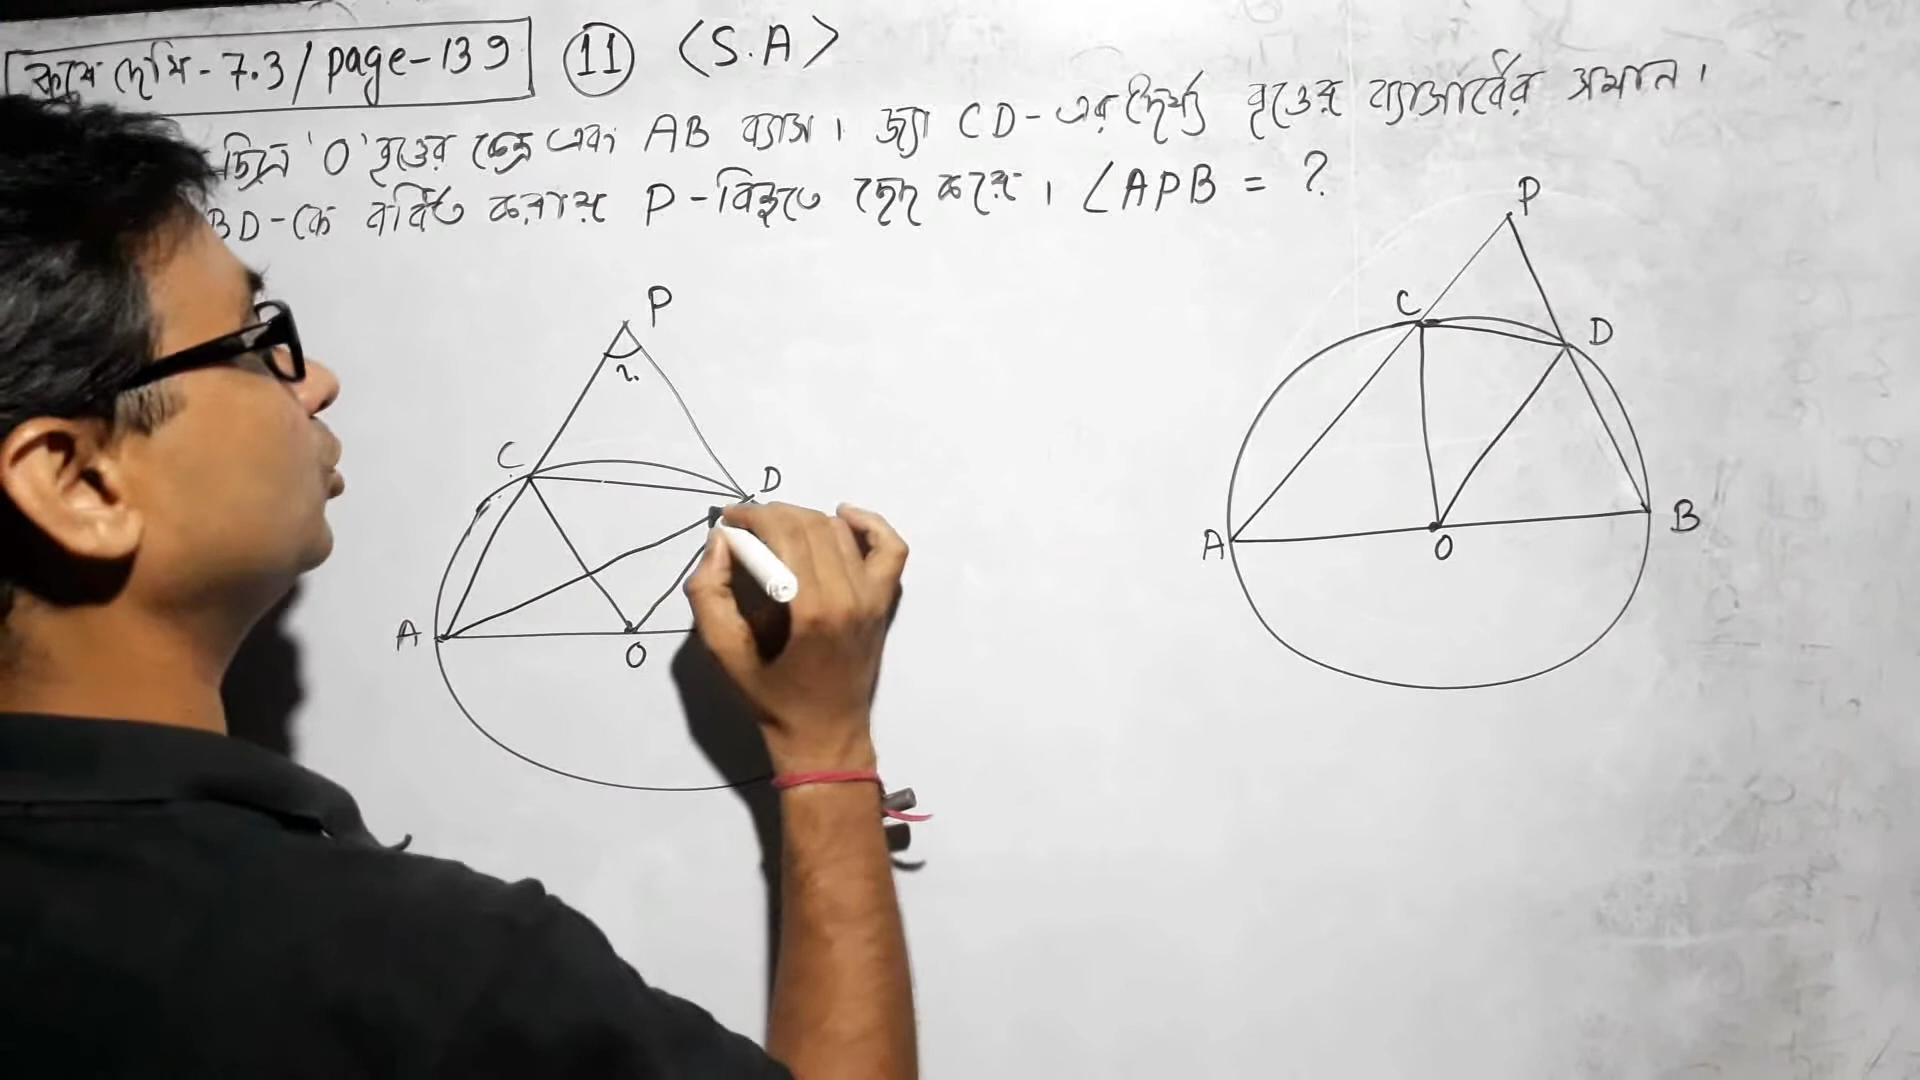 কষে দেখি - 7.3 / page - 139 (11) <S.A>
চিত্রে 'O' বৃত্তের কেন্দ্র এবং AB ব্যাস। জ্যা CD-এর দৈর্ঘ্য বৃত্তের ব্যাসার্ধের সমান।
BD-কে বর্ধিত করায় P-বিন্দুতে ছেদ করে। ∠APB = ?
P
C
D
A
O
P
C
D
A
O
B